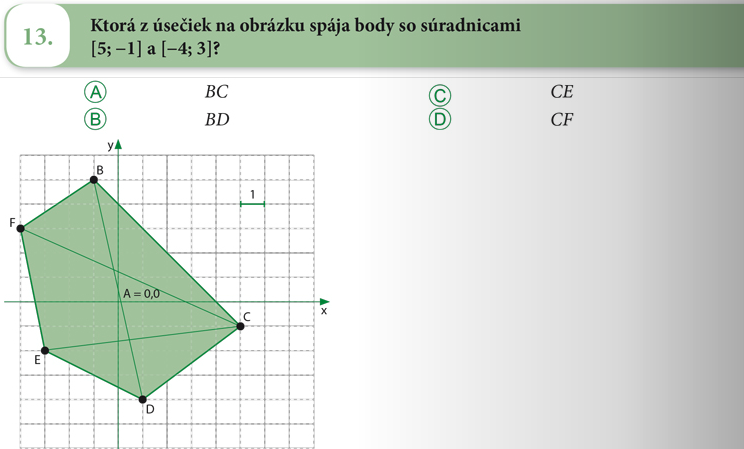 13.
Ktorá z úsečiek na obrázku spája body so súradnicami
[5; −1] a [−4; 3]?
A BC
C CE
B BD
D CF
y
B
1
F
A = 0,0
x
C
E
D